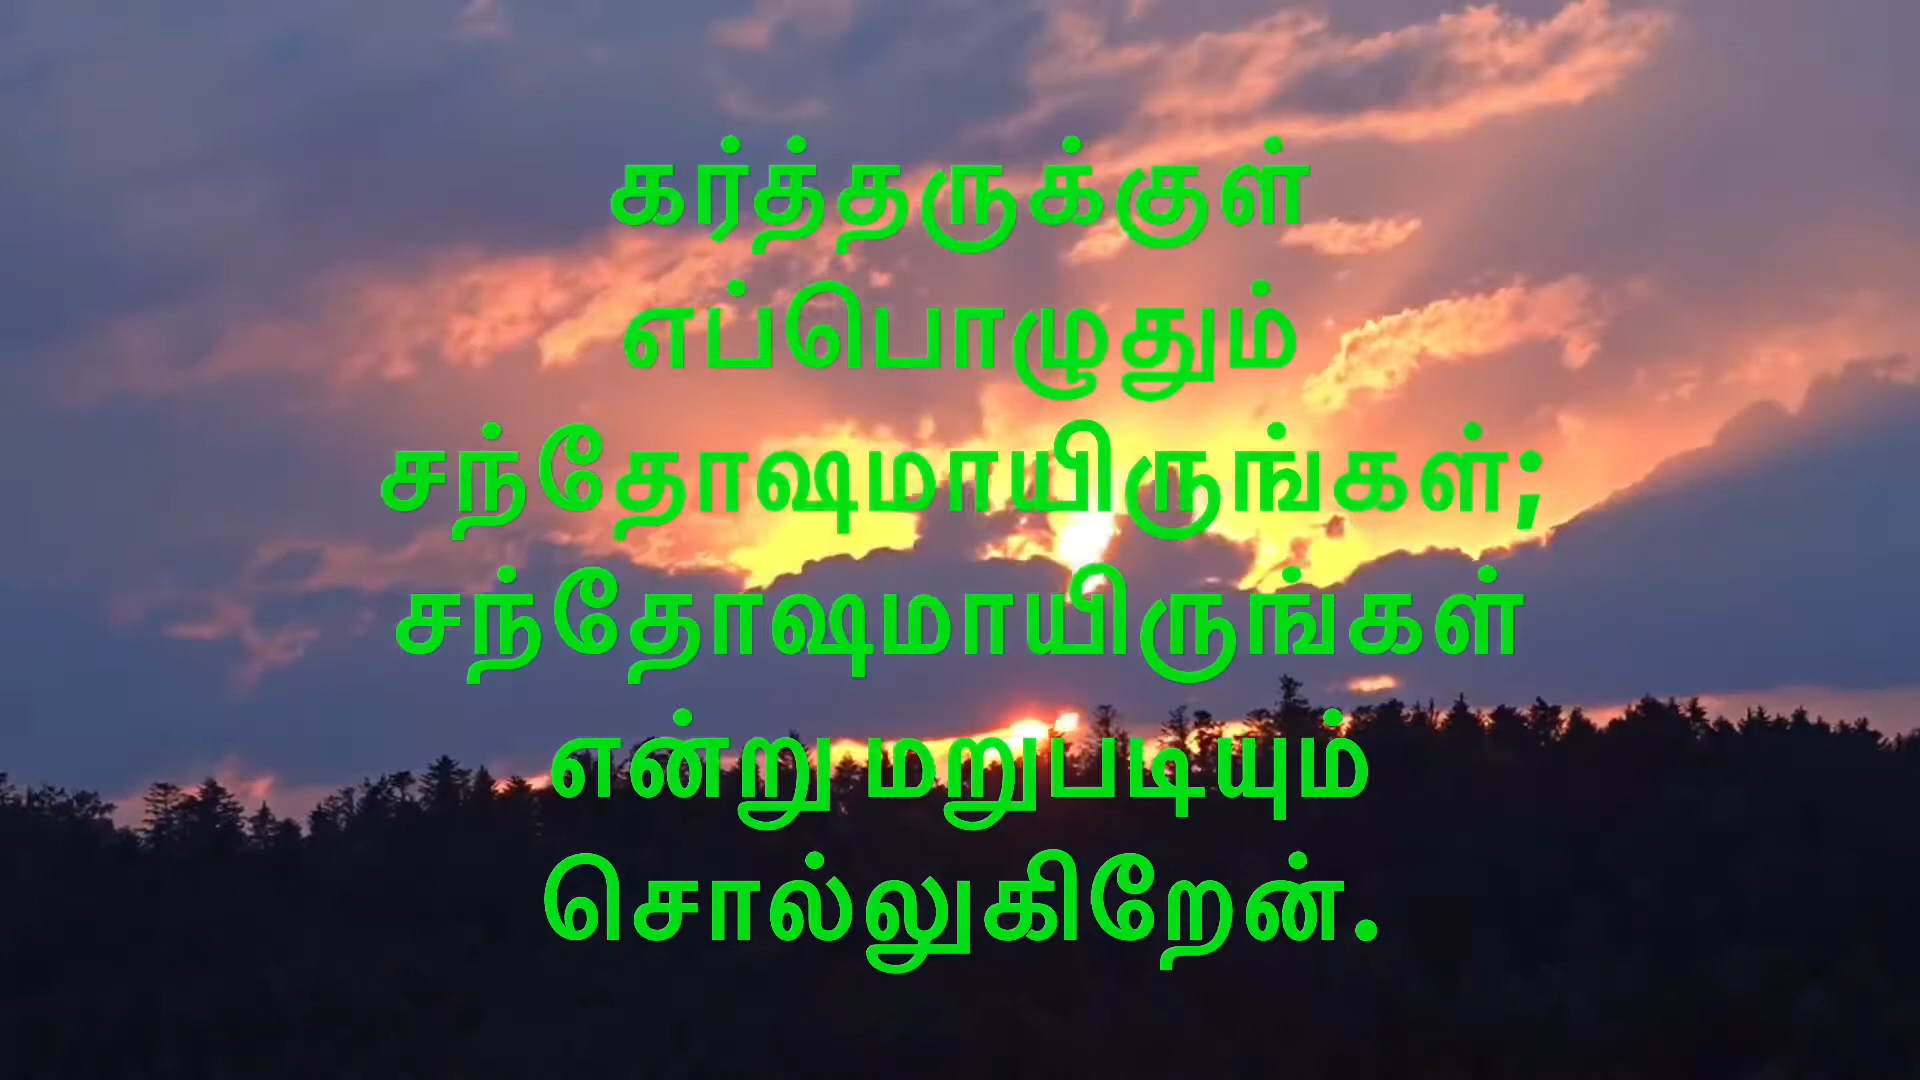 கர்த்தருக்குள்
எப்பொழுதும்
சந்தோஷமாயிருங்கள்;
சந்தோஷமாயிருங்கள்
என்று மறுபடியும்
சொல்லுகிறேன்.